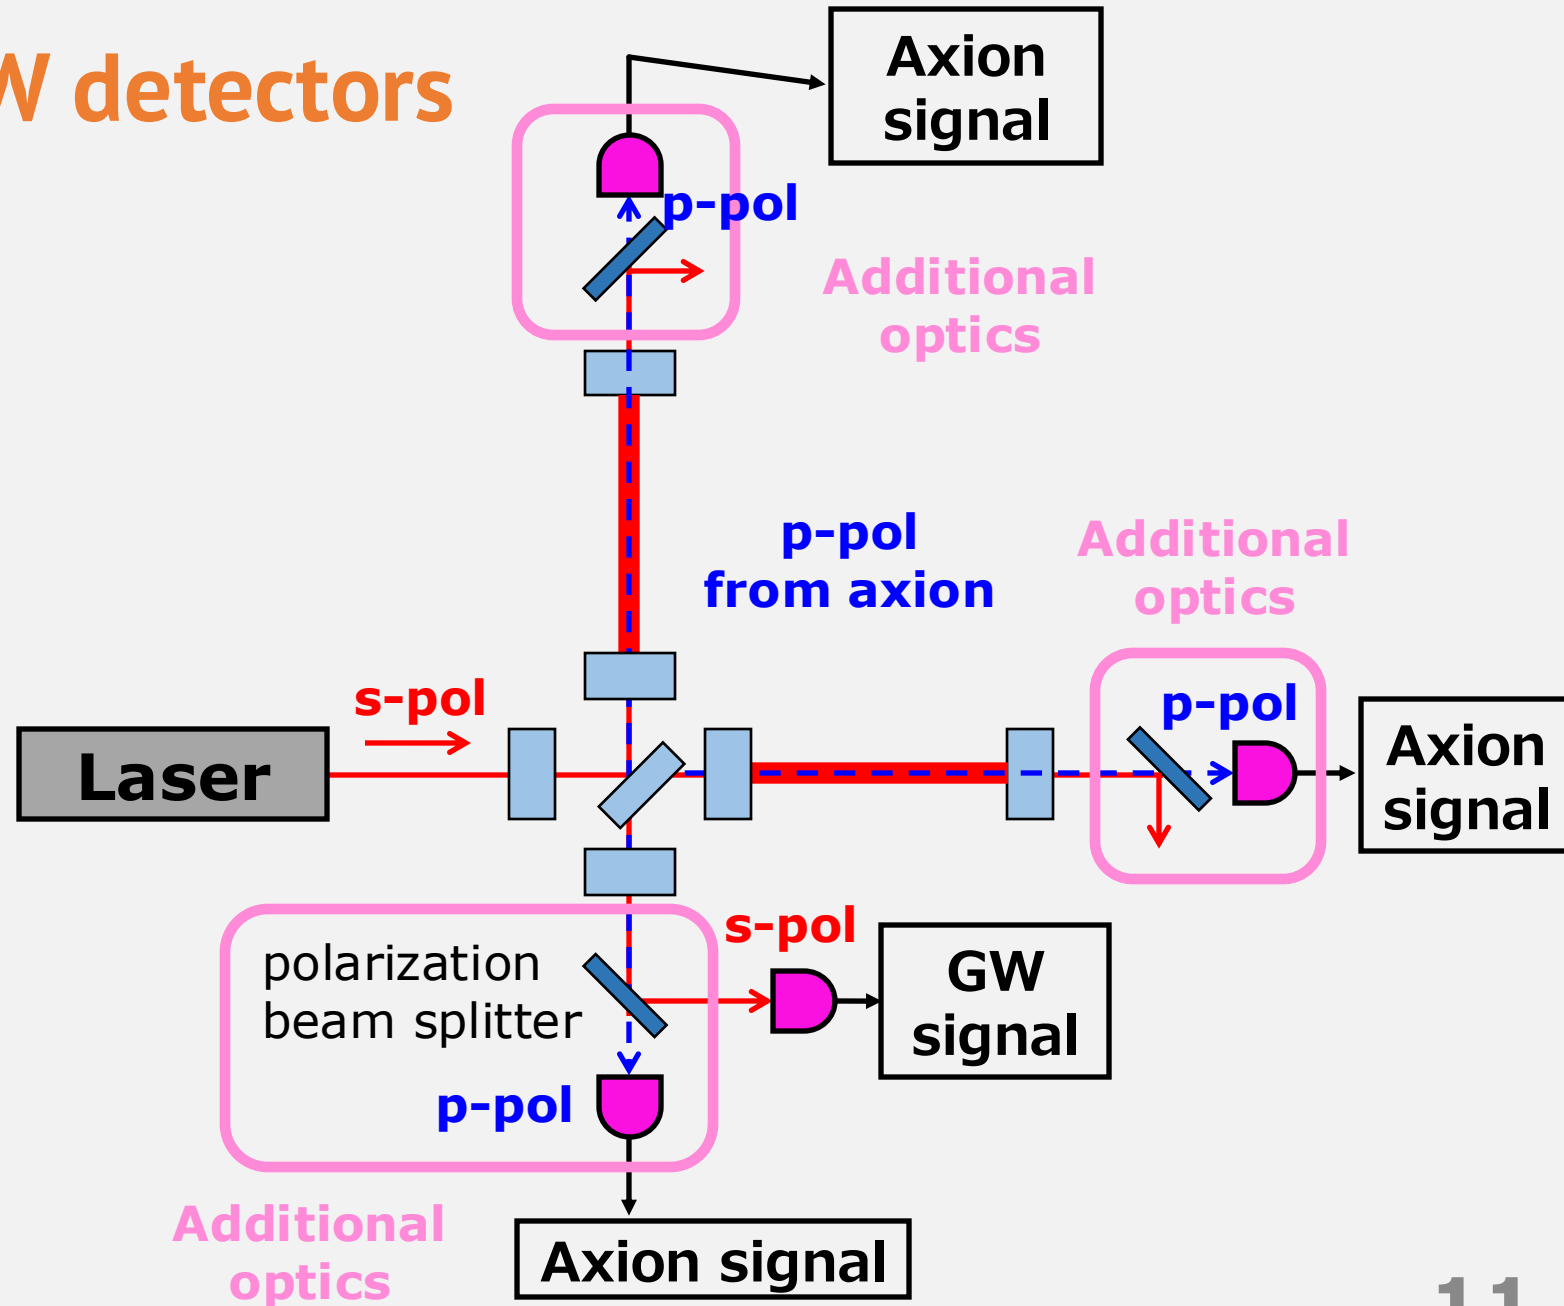 W detectors
Axion
signal
p-pol
Additional
optics
p-pol
from axion
Additional
optics
s-pol
p-pol
Laser
Axion
signal
s-pol
polarization
beam splitter
GW
signal
p-pol
Additional
optics
Axion signal
11